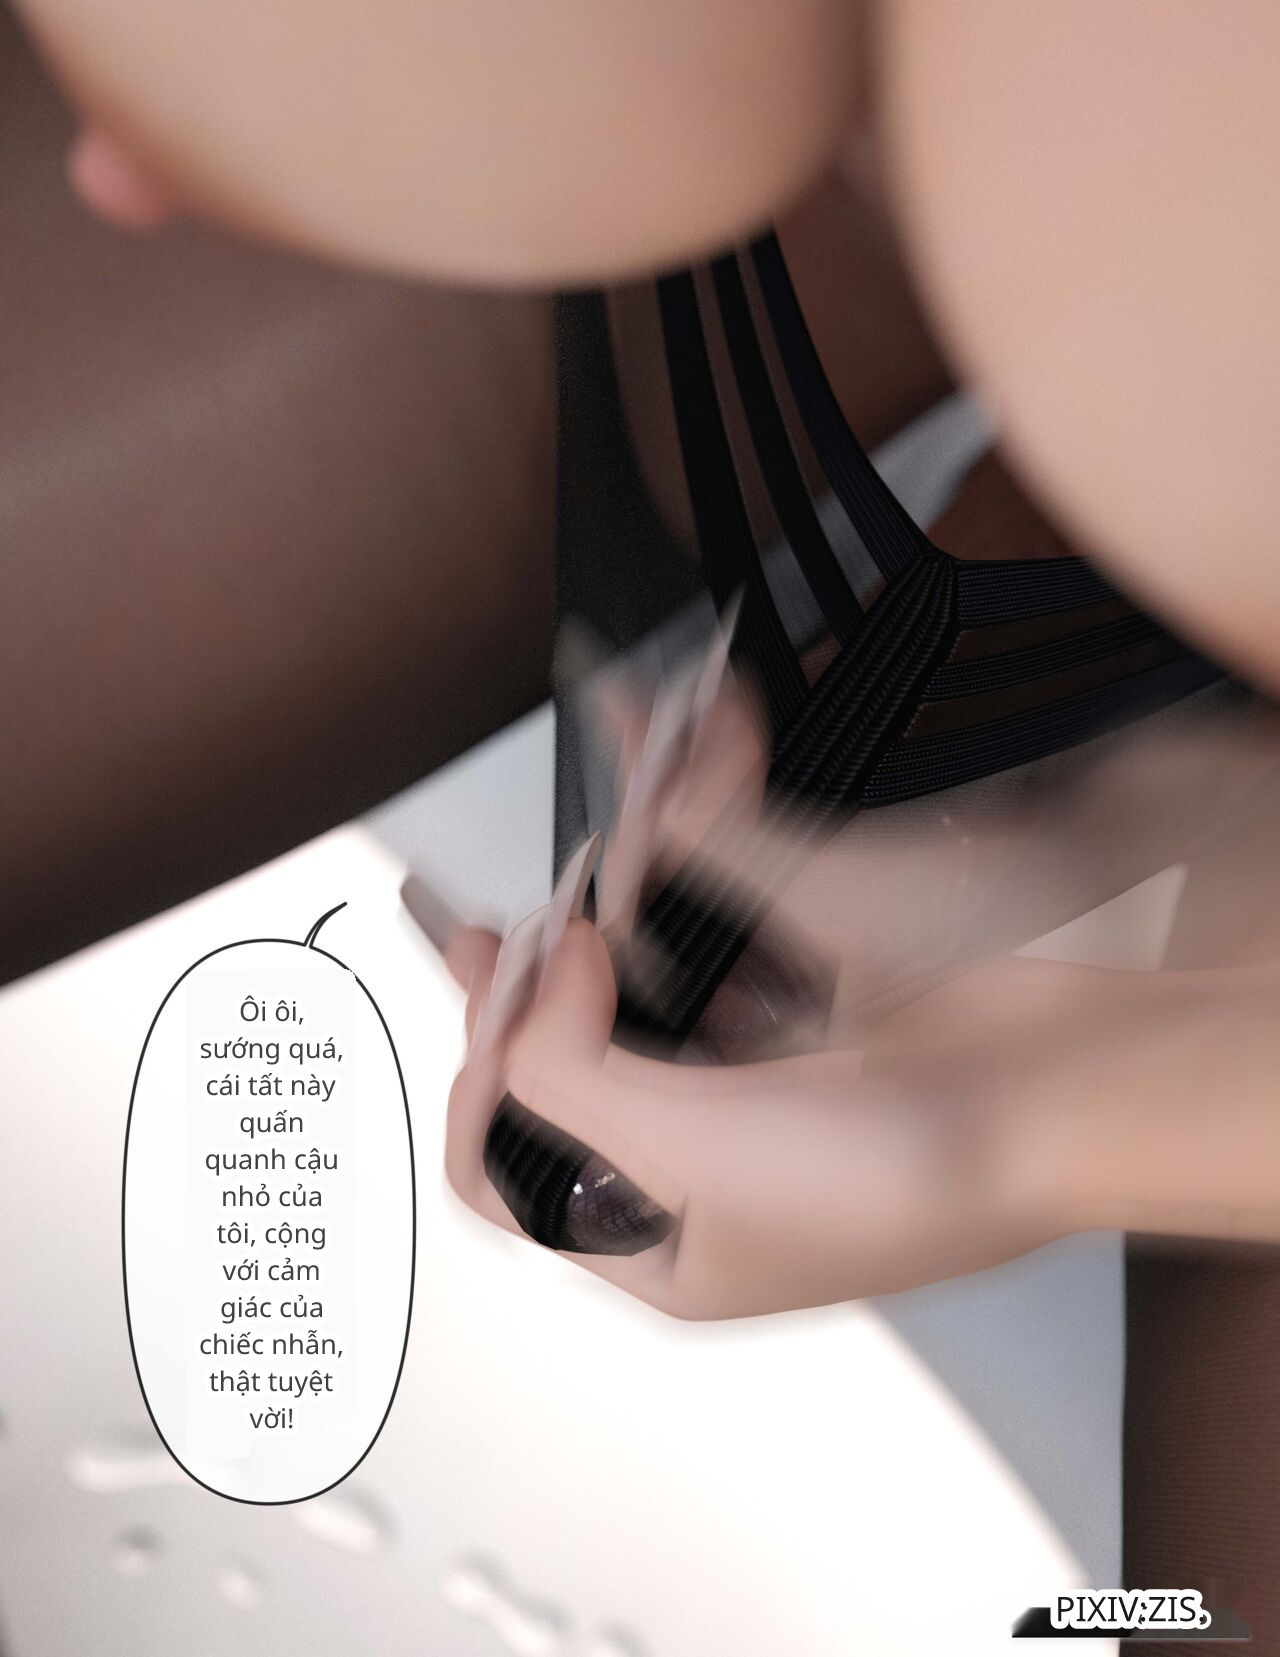 Ôi ôi,
sướng quá,
cái tất này
quấn
quanh cậu
nhỏ của
tôi, cộng
với cảm
giác của
chiếc nhẫn,
thật tuyệt
vời!
PIXIV:ZIS.